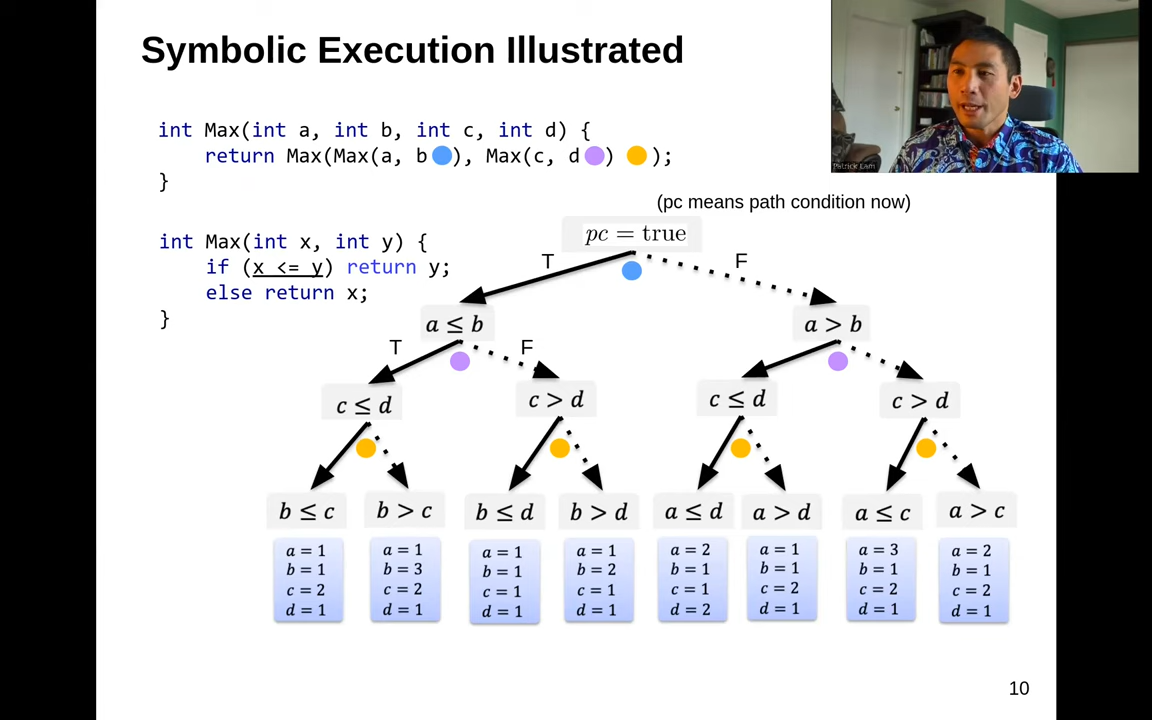 Symbolic Execution Illustrated
Patrick Lam
int Max(int a, int b, int c, int d) {
return Max(Max(a, b ), Max(c, d ) );
}
(pc means path condition now)
int Max(int x, int y) {
if (x <= y) return y;
else return x;
}
pc = true
T F
a ≤ b a > b
T F
c ≤ d c > d c ≤ d c > d
b ≤ c b > c b ≤ d b > d a ≤ d a > d a ≤ c a > c
a = 1 a = 1 a = 1 a = 1 a = 2 a = 1 a = 3 a = 2
b = 1 b = 3 b = 1 b = 2 b = 1 b = 1 b = 1 b = 1
c = 2 c = 2 c = 1 c = 1 c = 1 c = 2 c = 2 c = 2
d = 1 d = 1 d = 1 d = 1 d = 2 d = 1 d = 1 d = 1
10